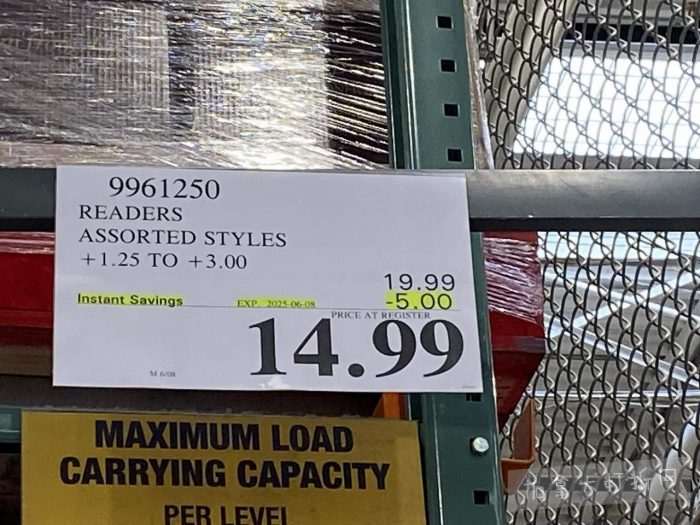 9961250
READERS
ASSORTED STYLES
+1.25 TO +3.00
19.99
Instant Savings EXP. 2025-06-08 -5.00
PRICE AT REGISTER
14.99
M 6/08
MAXIMUM LOAD
CARRYING CAPACITY
PER LEVEL